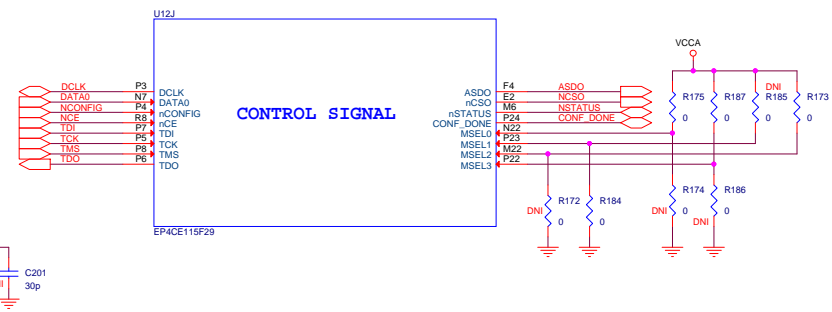 U12J
VCCA
DCLK P3 DCLK
DATA0 N7 DATA0
NCONFIG P4 nCONFIG
NCE R8 nCE
TDI P7 TDI
TCK P5 TCK
TMS P8 TMS
TDO P6 TDO
CONTROL SIGNAL
ASDO F4 ASDO
nCSO E2 NCSO
nSTATUS M6 NSTATUS
CONF_DONE P24 CONF_DONE
MSEL0 N22
MSEL1 P23
MSEL2 M22
MSEL3 P22
R175
0
R187
0
DNI
R185
0
R173
0
DNI
R172
0
R184
0
DNI
R174
0
DNI
R186
0
EP4CE115F29
C201
30p